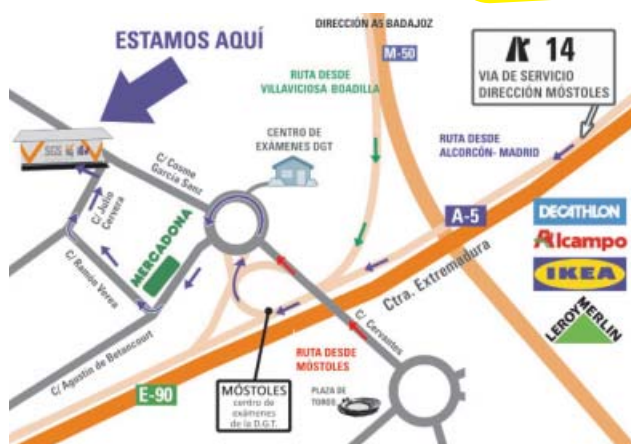 DIRECCIÓN A5 BADAJOZ
ESTAMOS AQUÍ
M-50
14
VIA DE SERVICIO
DIRECCIÓN MÓSTOLES
RUTA DESDE
VILLAVICIOSA BOADILLA
CENTRO DE
EXÁMENES DGT
RUTA DESDE
ALCORCÓN- MADRID
SGS
C/ Cosme
García Sanz
C/ Julio
Cervera
MERCADONA
A-5
DECATHLON
Alcampo
IKEA
LEROY MERLIN
C/ Ramón Verea
Ctra. Extremadura
C/ Cervantes
C/ Agustín de Betancourt
RUTA DESDE
MÓSTOLES
E-90
MÓSTOLES
centro de
exámenes
de la D.G.T.
PLAZA DE
TOROS